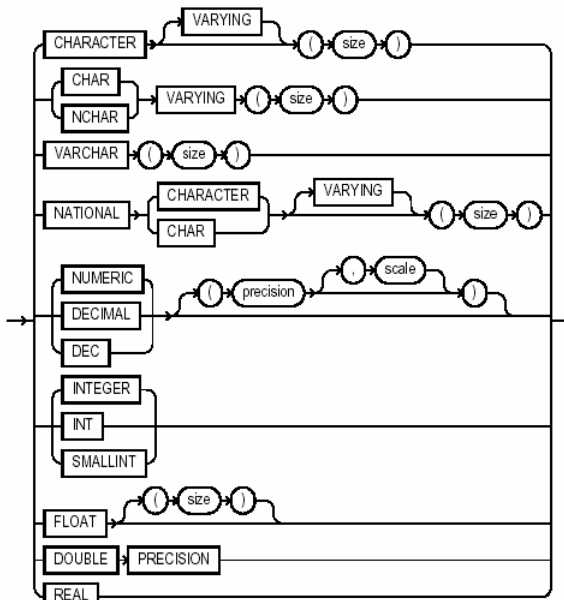 VARYING
CHARACTER ( size )
CHAR
VARYING ( size )
NCHAR
VARCHAR ( size )
CHARACTER VARYING
NATIONAL ( size )
CHAR
NUMERIC , scale
DECIMAL ( precision )
DEC
INTEGER
INT
SMALLINT
( size )
FLOAT
DOUBLE PRECISION
REAL